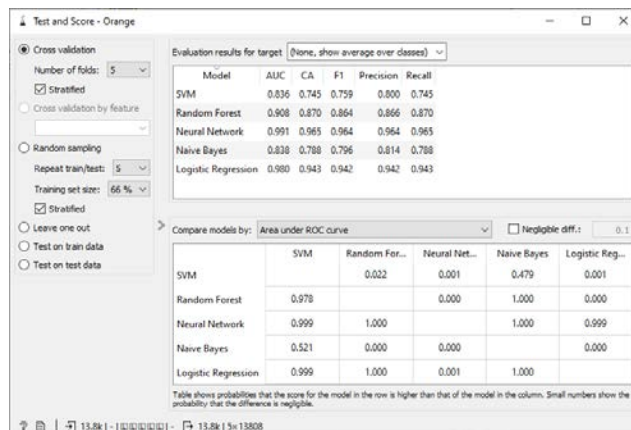 Test and Score - Orange
Cross validation
Number of folds: 5
Stratified
Cross validation by feature
Random sampling
Repeat train/test: 5
Training set size: 66 %
Stratified
Leave one out
Test on train data
Test on test data
Evaluation results for target (None, show average over classes)
Model AUC CA F1 Precision Recall
SVM 0.836 0.745 0.759 0.800 0.745
Random Forest 0.908 0.870 0.864 0.866 0.870
Neural Network 0.991 0.965 0.964 0.964 0.965
Naive Bayes 0.838 0.788 0.796 0.814 0.788
Logistic Regression 0.980 0.943 0.942 0.942 0.943
Compare models by: Area under ROC curve Negligible diff.: 0.1
SVM Random For... Neural Net... Naive Bayes Logistic Reg...
SVM 0.022 0.001 0.479 0.001
Random Forest 0.978 0.000 1.000 0.000
Neural Network 0.999 1.000 1.000 0.999
Naive Bayes 0.521 0.000 0.000 0.000
Logistic Regression 0.999 1.000 0.001 1.000
Table shows probabilities that the score for the model in the row is higher than that of the model in the column. Small numbers show the
probability that the difference is negligible.
? 13.8k | - | 13.8k | 5×13808